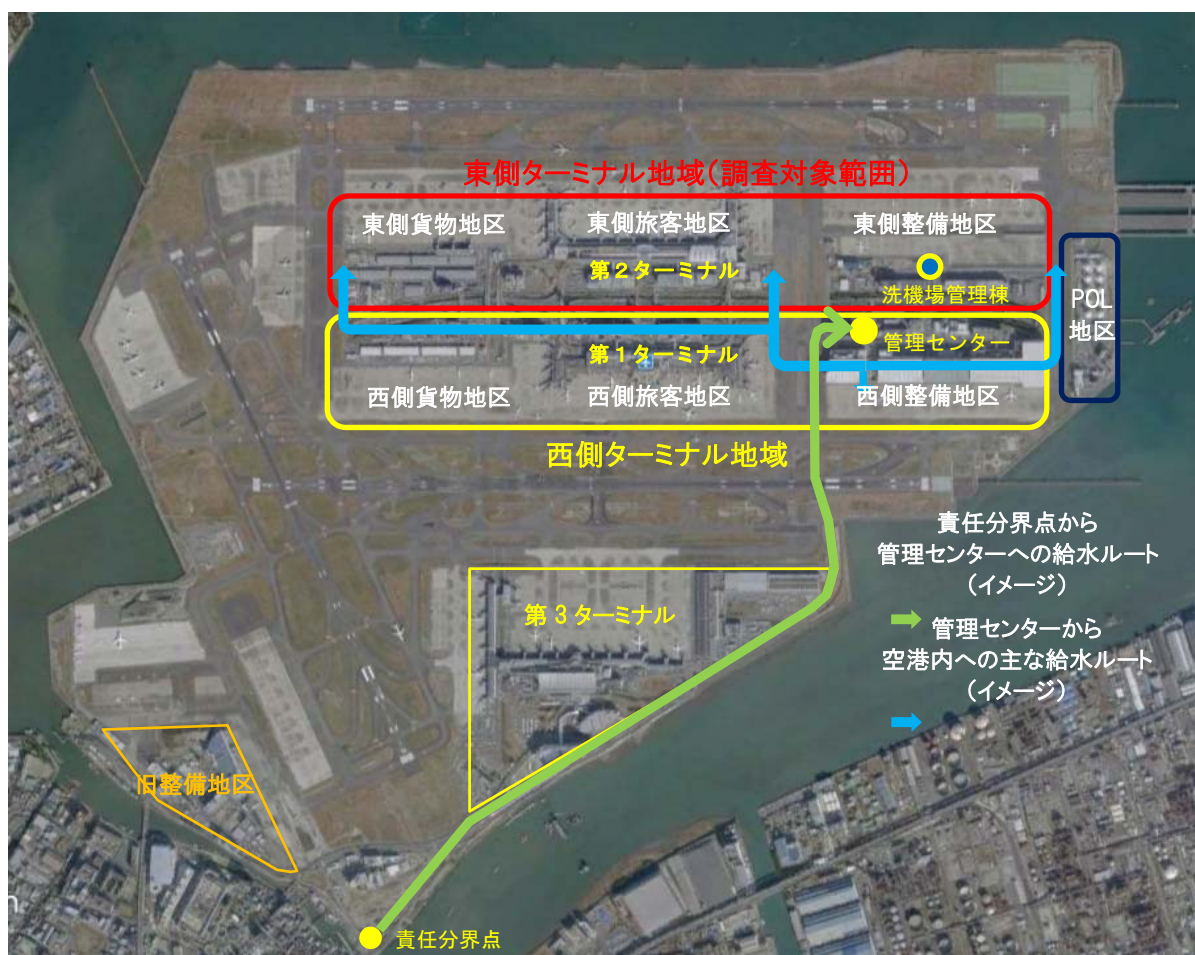 東側ターミナル地域(調査対象範囲)
東側貨物地区
東側旅客地区
東側整備地区
第2ターミナル
洗機場管理棟
POL
地区
管理センター
第1ターミナル
西側貨物地区
西側旅客地区
西側整備地区
西側ターミナル地域
責任分界点から
管理センターへの給水ルート
(イメージ)
管理センターから
空港内への主な給水ルート
(イメージ)
第3ターミナル
旧整備地区
責任分界点